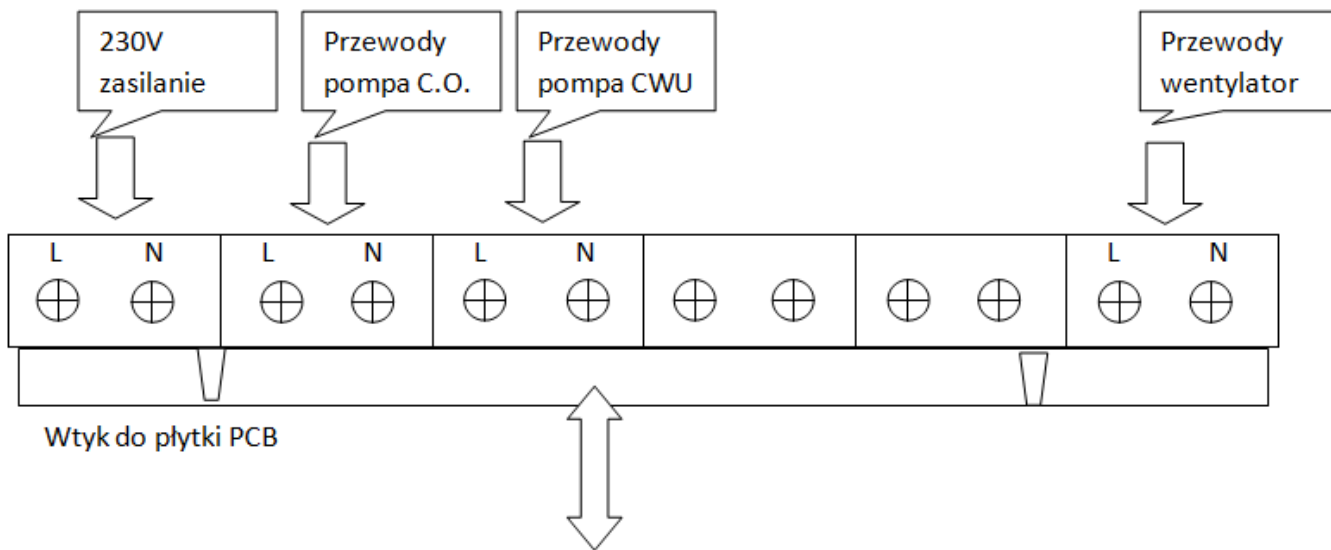 230V
zasilanie
Przewody
pompa C.O.
Przewody
pompa CWU
Przewody
wentylator
L N L N L N L N
Wtyk do płytki PCB